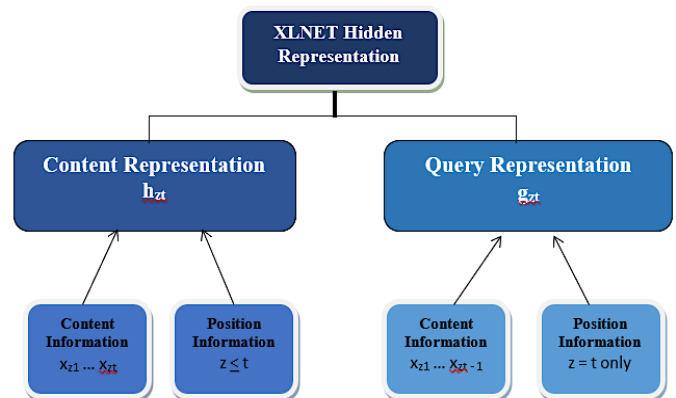 XLNET Hidden
Representation
Content Representation
hzt
Query Representation
gzt
Content
Information
xz1 ... xzt
Position
Information
z ≤ t
Content
Information
xz1 ... xzt - 1
Position
Information
z = t only